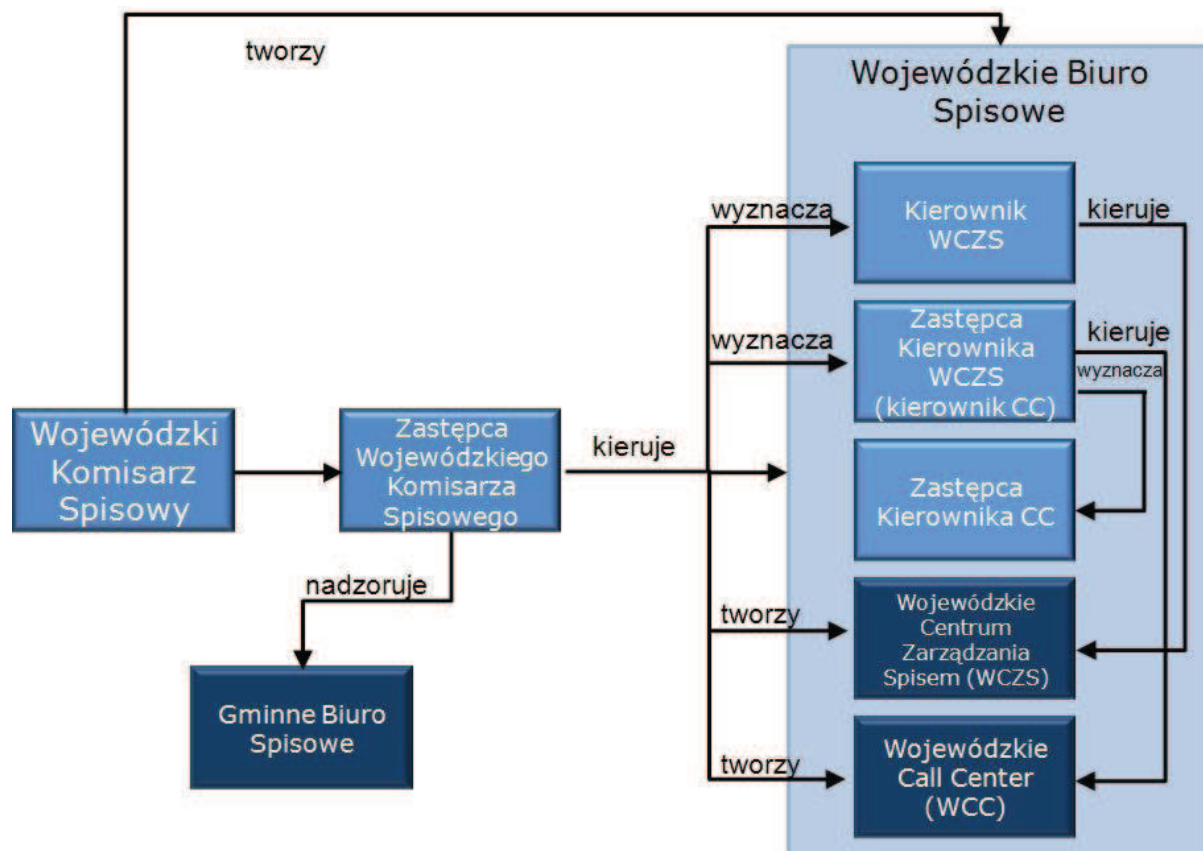 tworzy
Wojewódzkie Biuro
Spisowe
wyznacza
Kierownik
WCZS
kieruje
wyznacza
Zastępca
Kierownika
WCZS
(kierownik CC)
kieruje
wyznacza
Wojewódzki
Komisarz
Spisowy
Zastępca
Wojewódzkiego
Komisarza
Spisowego
kieruje
Zastępca
Kierownika CC
nadzoruje
Gminne Biuro
Spisowe
tworzy
Wojewódzkie
Centrum
Zarządzania
Spisem (WCZS)
tworzy
Wojewódzkie
Call Center
(WCC)